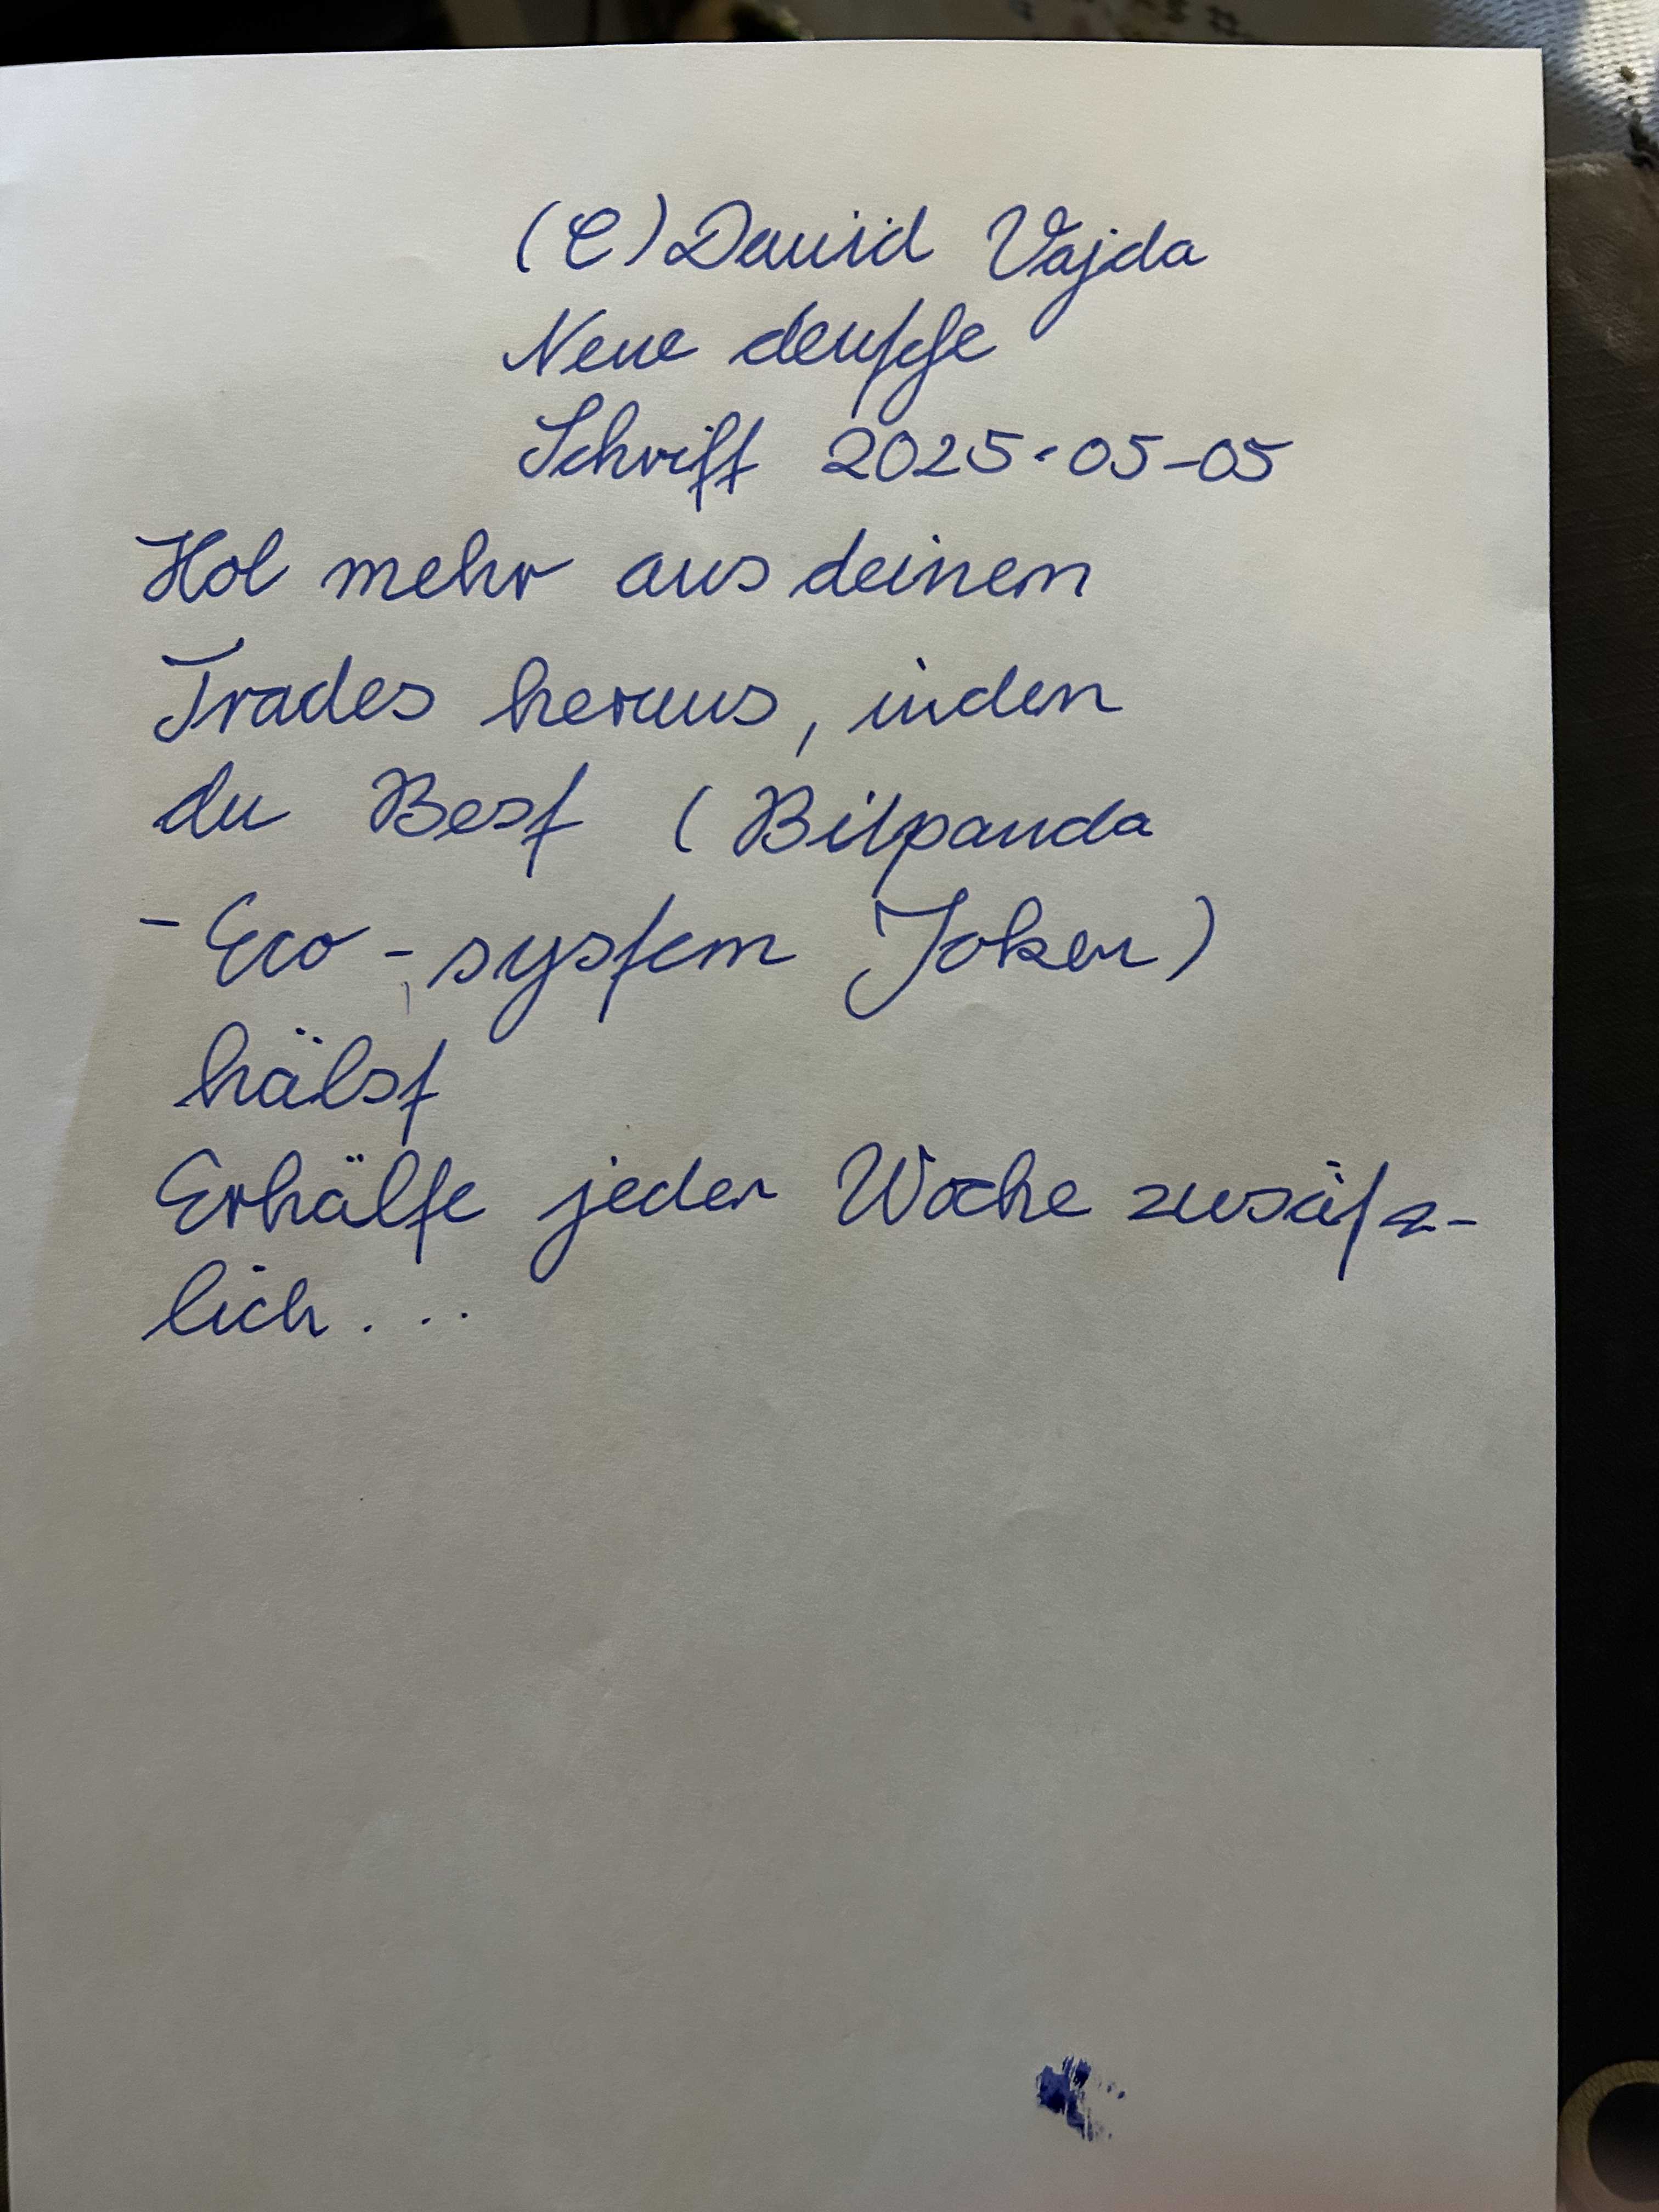 (C) David Vajda
Neue deutsche
Schrift 2025-05-05
Hol mehr aus deinem
Trades heraus, inden
du Best (Bitpanda
-Eco-system Token)
hälst
Erhälte jeder Woche zusätz-
lich...